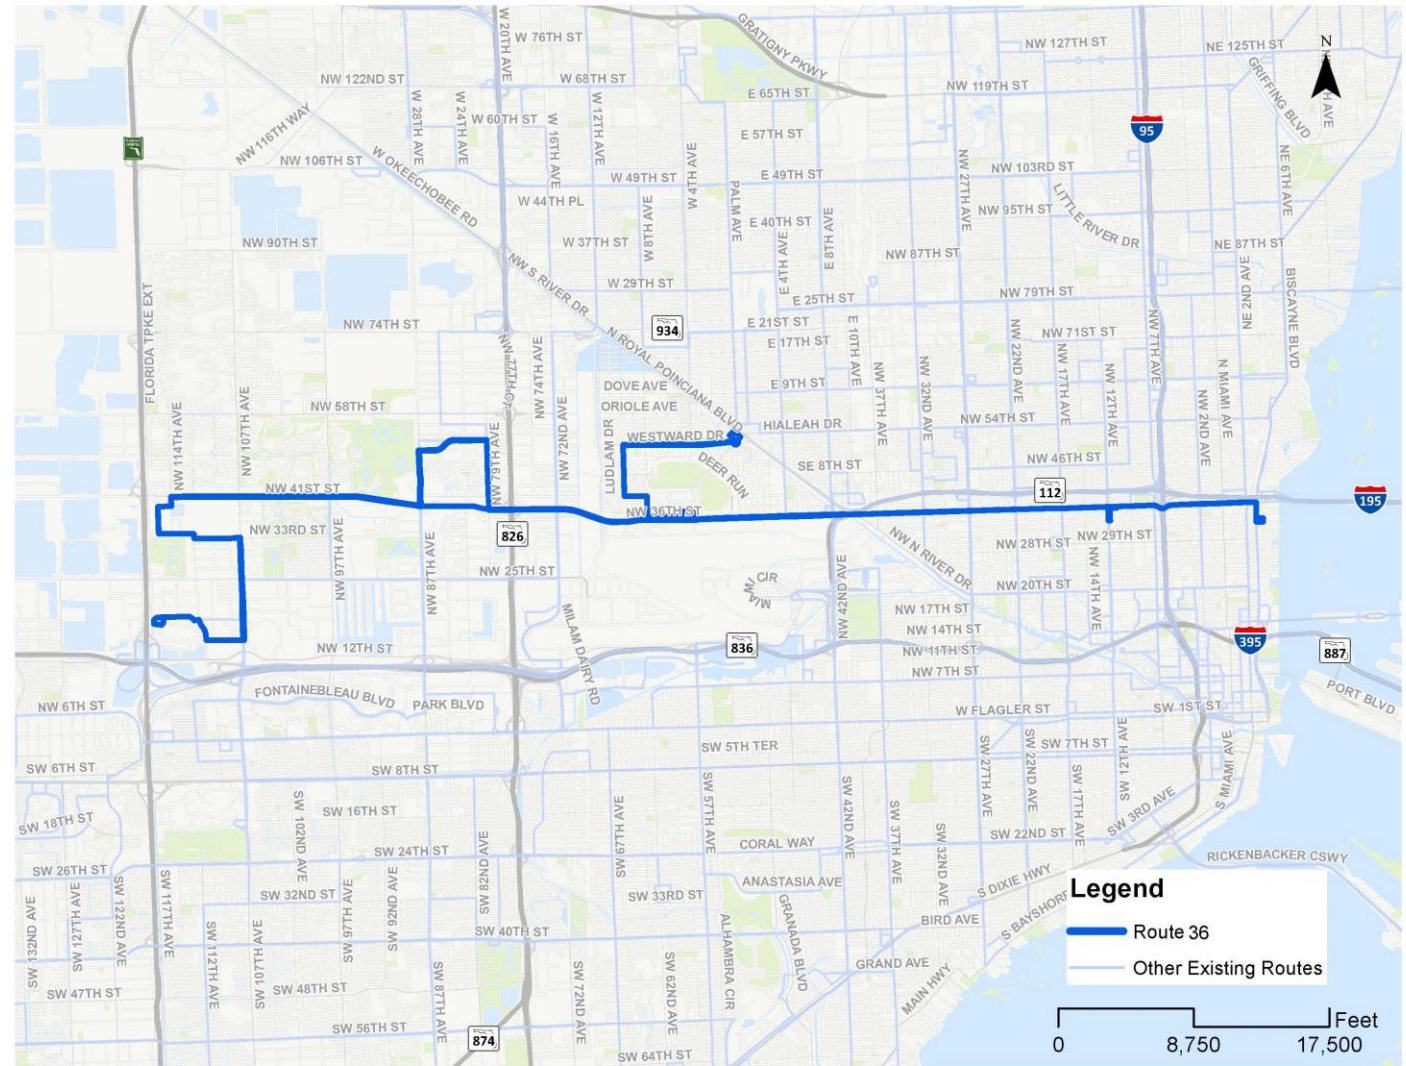 W 20TH AVE
W 76TH ST
GRATIGNY PKWY
NW 127TH ST
NE 125TH ST
N
NW 122ND ST
W 68TH ST
E 65TH ST
NW 119TH ST
GRIFFING BLVD
W 28TH AVE
W 24TH AVE
W 12TH AVE
NW 116TH WAY
W 60TH ST
W 16TH AVE
E 57TH ST
95
NW 106TH ST
W OKEECHOBEE RD
W 49TH ST
W 4TH AVE
E 49TH ST
NW 27TH AVE
NW 103RD ST
NE 6TH AVE
W 44TH PL
W 8TH AVE
PALM AVE
E 40TH ST
E 4TH AVE
E 8TH AVE
NW 95TH ST
LITTLE RIVER DR
NW 90TH ST
W 37TH ST
NW 87TH ST
NE 87TH ST
NW S RIVER DR
W 29TH ST
E 25TH ST
NW 79TH ST
NE 2ND AVE
BISCAYNE BLVD
FLORIDA TPKE EXT
NW 74TH ST
934
E 21ST ST
E 17TH ST
E 10TH AVE
NW 71ST ST
NW 22ND AVE
NW 17TH AVE
NW 7TH AVE
NW 77TH CT
NW 74TH AVE
N ROYAL POINCIANA BLVD
NW 37TH AVE
NW 32ND AVE
NW 12TH AVE
N MIAMI AVE
NW 2ND AVE
DOVE AVE
E 9TH ST
NW 114TH AVE
NW 107TH AVE
NW 58TH ST
NW 72ND AVE
ORIOLE AVE
HIALEAH DR
NW 54TH ST
NW 79TH AVE
LUDLAM DR
WESTWARD DR
DEER RUN
SE 8TH ST
NW 46TH ST
NW 41ST ST
112
195
NW 36TH ST
NW 33RD ST
NW 97TH AVE
NW 87TH AVE
826
NW N RIVER DR
NW 28TH ST
NW 29TH ST
NW 25TH ST
MIAMI CIR
NW 42ND AVE
NW 20TH ST
NW 14TH AVE
NW 17TH ST
MILAM DAIRY RD
NW 14TH ST
NW 12TH ST
836
NW 11TH ST
395
887
NW 7TH ST
FONTAINEBLEAU BLVD
PARK BLVD
PORT BLVD
NW 6TH ST
W FLAGLER ST
SW 1ST ST
SW 5TH TER
SW 7TH ST
SW 6TH ST
SW 8TH ST
SW 27TH AVE
SW 22ND AVE
SW 17TH AVE
SW 12TH AVE
S MIAMI AVE
SW 18TH ST
SW 102ND AVE
SW 16TH ST
SW 67TH AVE
SW 57TH AVE
SW 42ND AVE
SW 37TH AVE
SW 32ND AVE
SW 3RD AVE
SW 22ND ST
SW 82ND AVE
SW 24TH ST
CORAL WAY
RICKENBACKER CSWY
SW 26TH ST
SW 132ND AVE
SW 127TH AVE
SW 122ND AVE
SW 117TH AVE
SW 32ND ST
SW 97TH AVE
SW 92ND AVE
SW 33RD ST
ANASTASIA AVE
S DIXIE HWY
Legend
SW 112TH AVE
SW 107TH AVE
SW 40TH ST
ALHAMBRA CIR
GRANADA BLVD
BIRD AVE
Route 36
SW 87TH AVE
SW 72ND AVE
SW 62ND AVE
GRAND AVE
MAIN HWY
Other Existing Routes
SW 47TH ST
SW 48TH ST
SW 56TH ST
874
SW 64TH ST
Feet
0
8,750
17,500